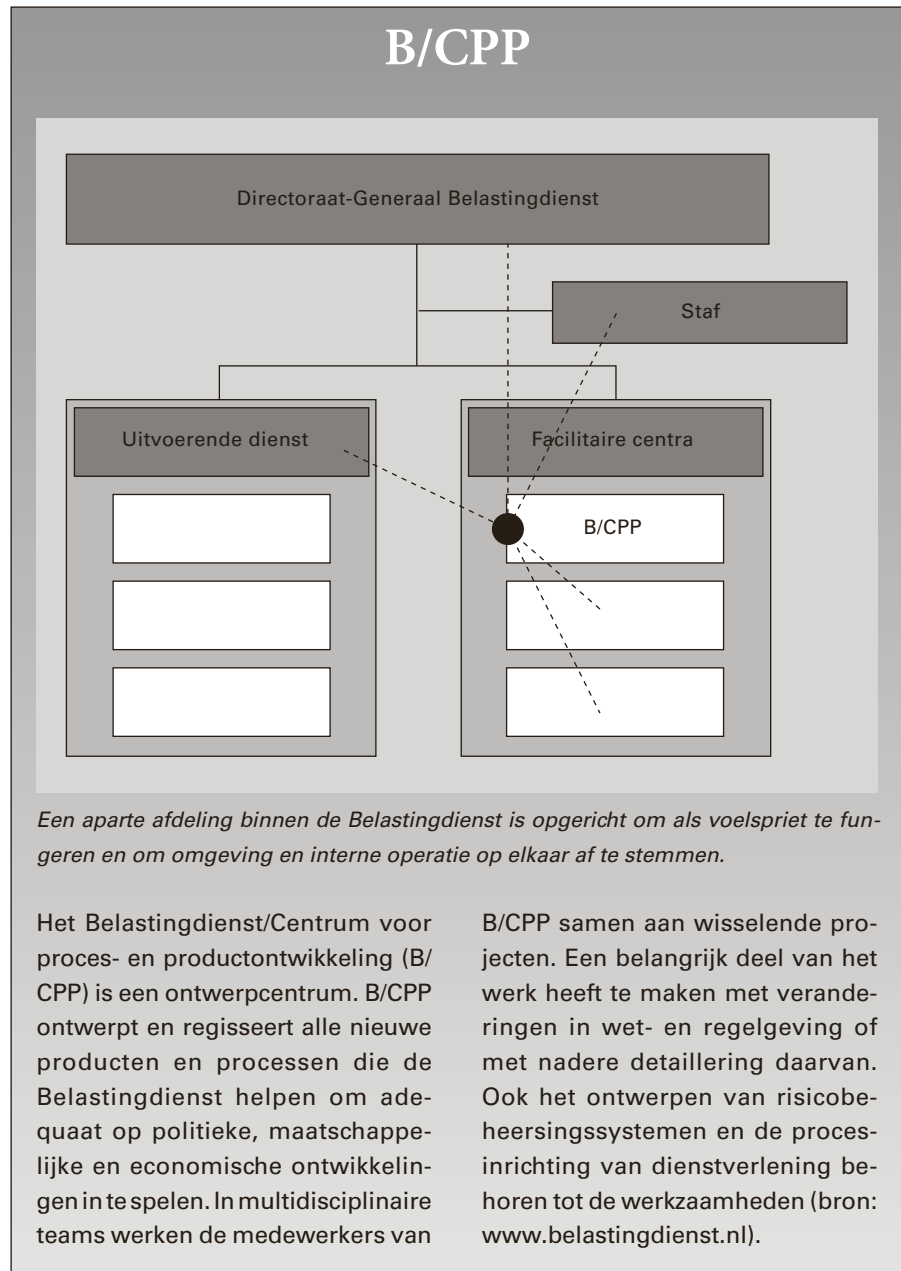 B/CPP
Directoraat-Generaal Belastingdienst
Staf
Uitvoerende dienst
Facilitaire centra
B/CPP
Een aparte afdeling binnen de Belastingdienst is opgericht om als voelspriet te fun-
geren en om omgeving en interne operatie op elkaar af te stemmen.
Het Belastingdienst/Centrum voor
proces- en productontwikkeling (B/
CPP) is een ontwerpcentrum. B/CPP
ontwerpt en regisseert alle nieuwe
producten en processen die de
Belastingdienst helpen om ade-
quaat op politieke, maatschappe-
lijke en economische ontwikkelin-
gen in te spelen. In multidisciplinaire
teams werken de medewerkers van
B/CPP samen aan wisselende pro-
jecten. Een belangrijk deel van het
werk heeft te maken met verande-
ringen in wet- en regelgeving of
met nadere detaillering daarvan.
Ook het ontwerpen van risicobe-
heersingssystemen en de proces-
inrichting van dienstverlening be-
horen tot de werkzaamheden (bron:
www.belastingdienst.nl).